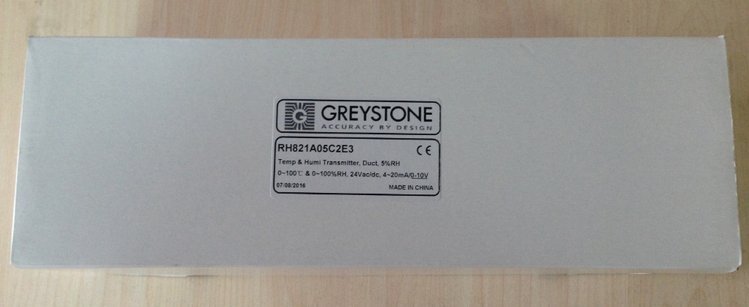 G
GREYSTONE
ACCURACY BY DESIGN
RH821A05C2E3 CE
Temp & Humi Transmitter, Duct, 5%RH
0~100℃ & 0~100%RH, 24Vac/dc, 4~20mA/0-10V
07/08/2016 MADE IN CHINA